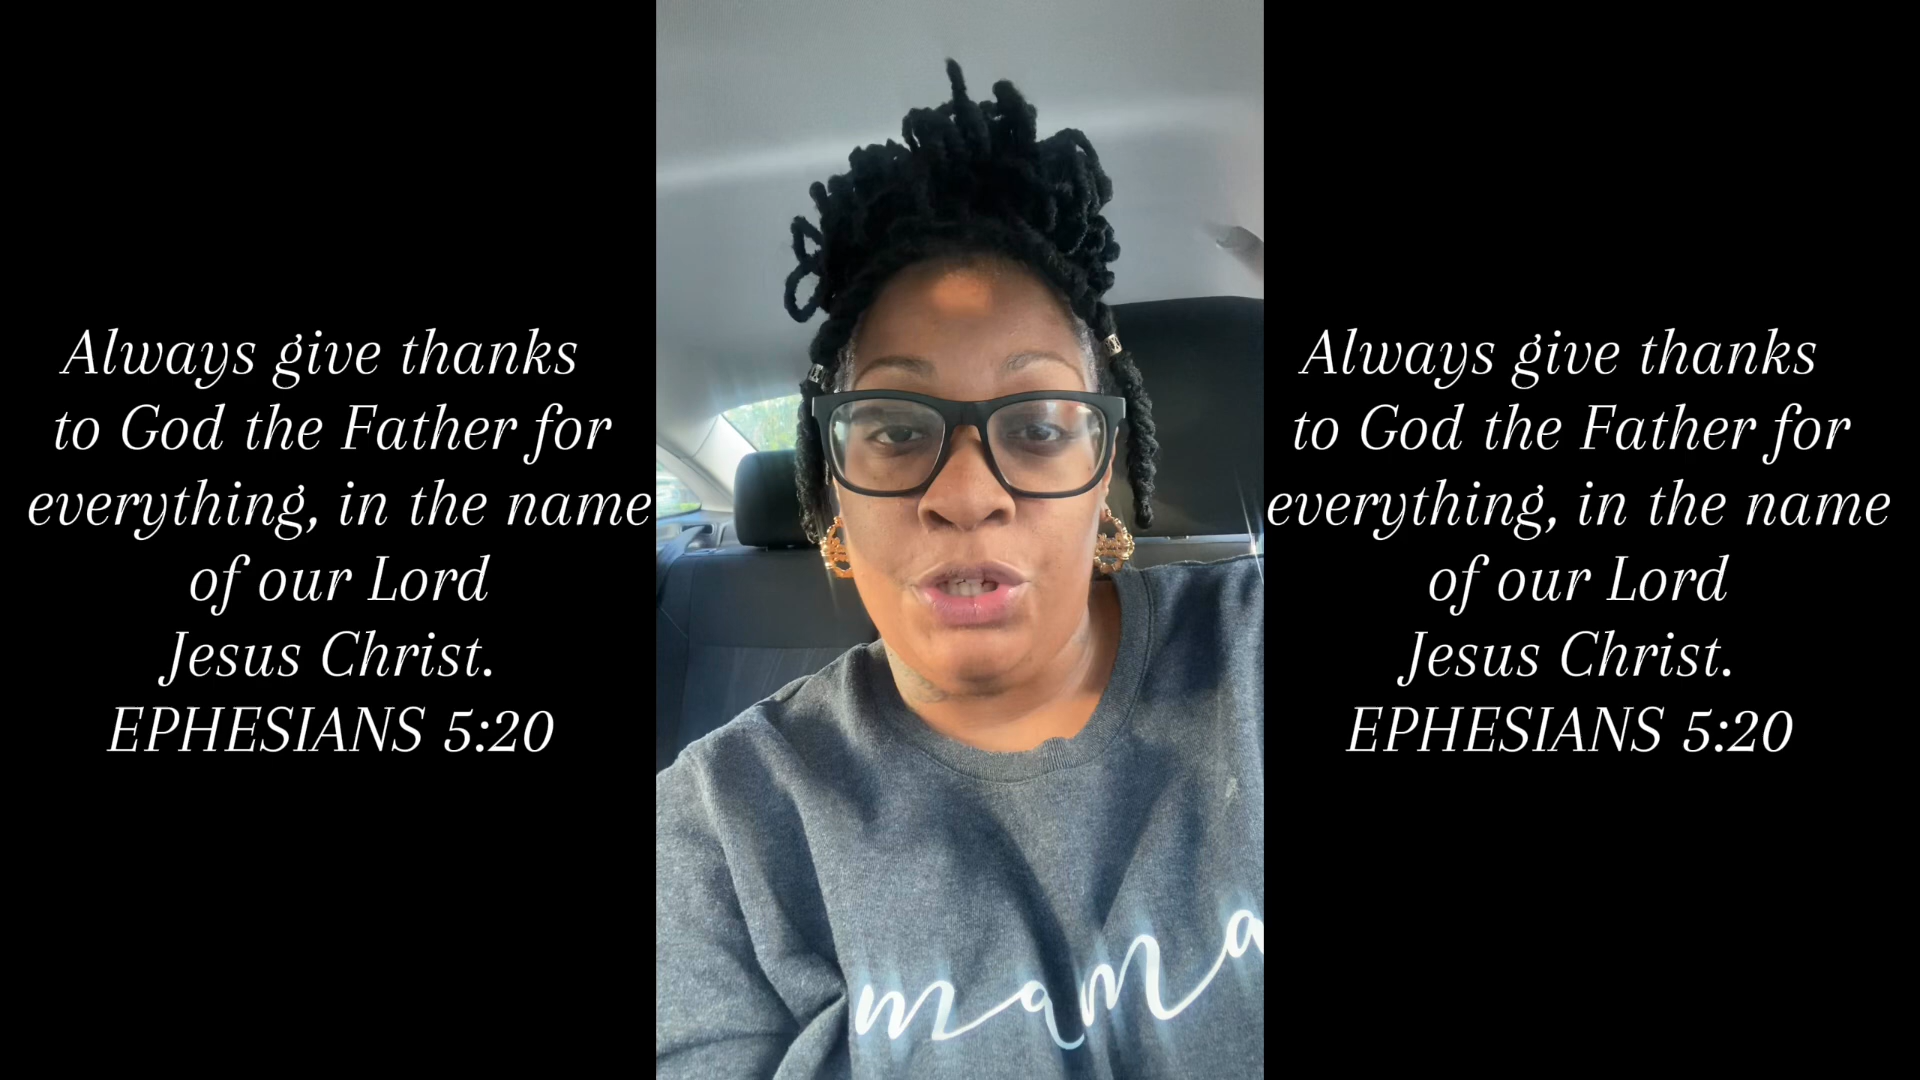 Always give thanks
to God the Father for
everything, in the name
of our Lord
Jesus Christ.
EPHESIANS 5:20
mama
Always give thanks
to God the Father for
everything, in the name
of our Lord
Jesus Christ.
EPHESIANS 5:20